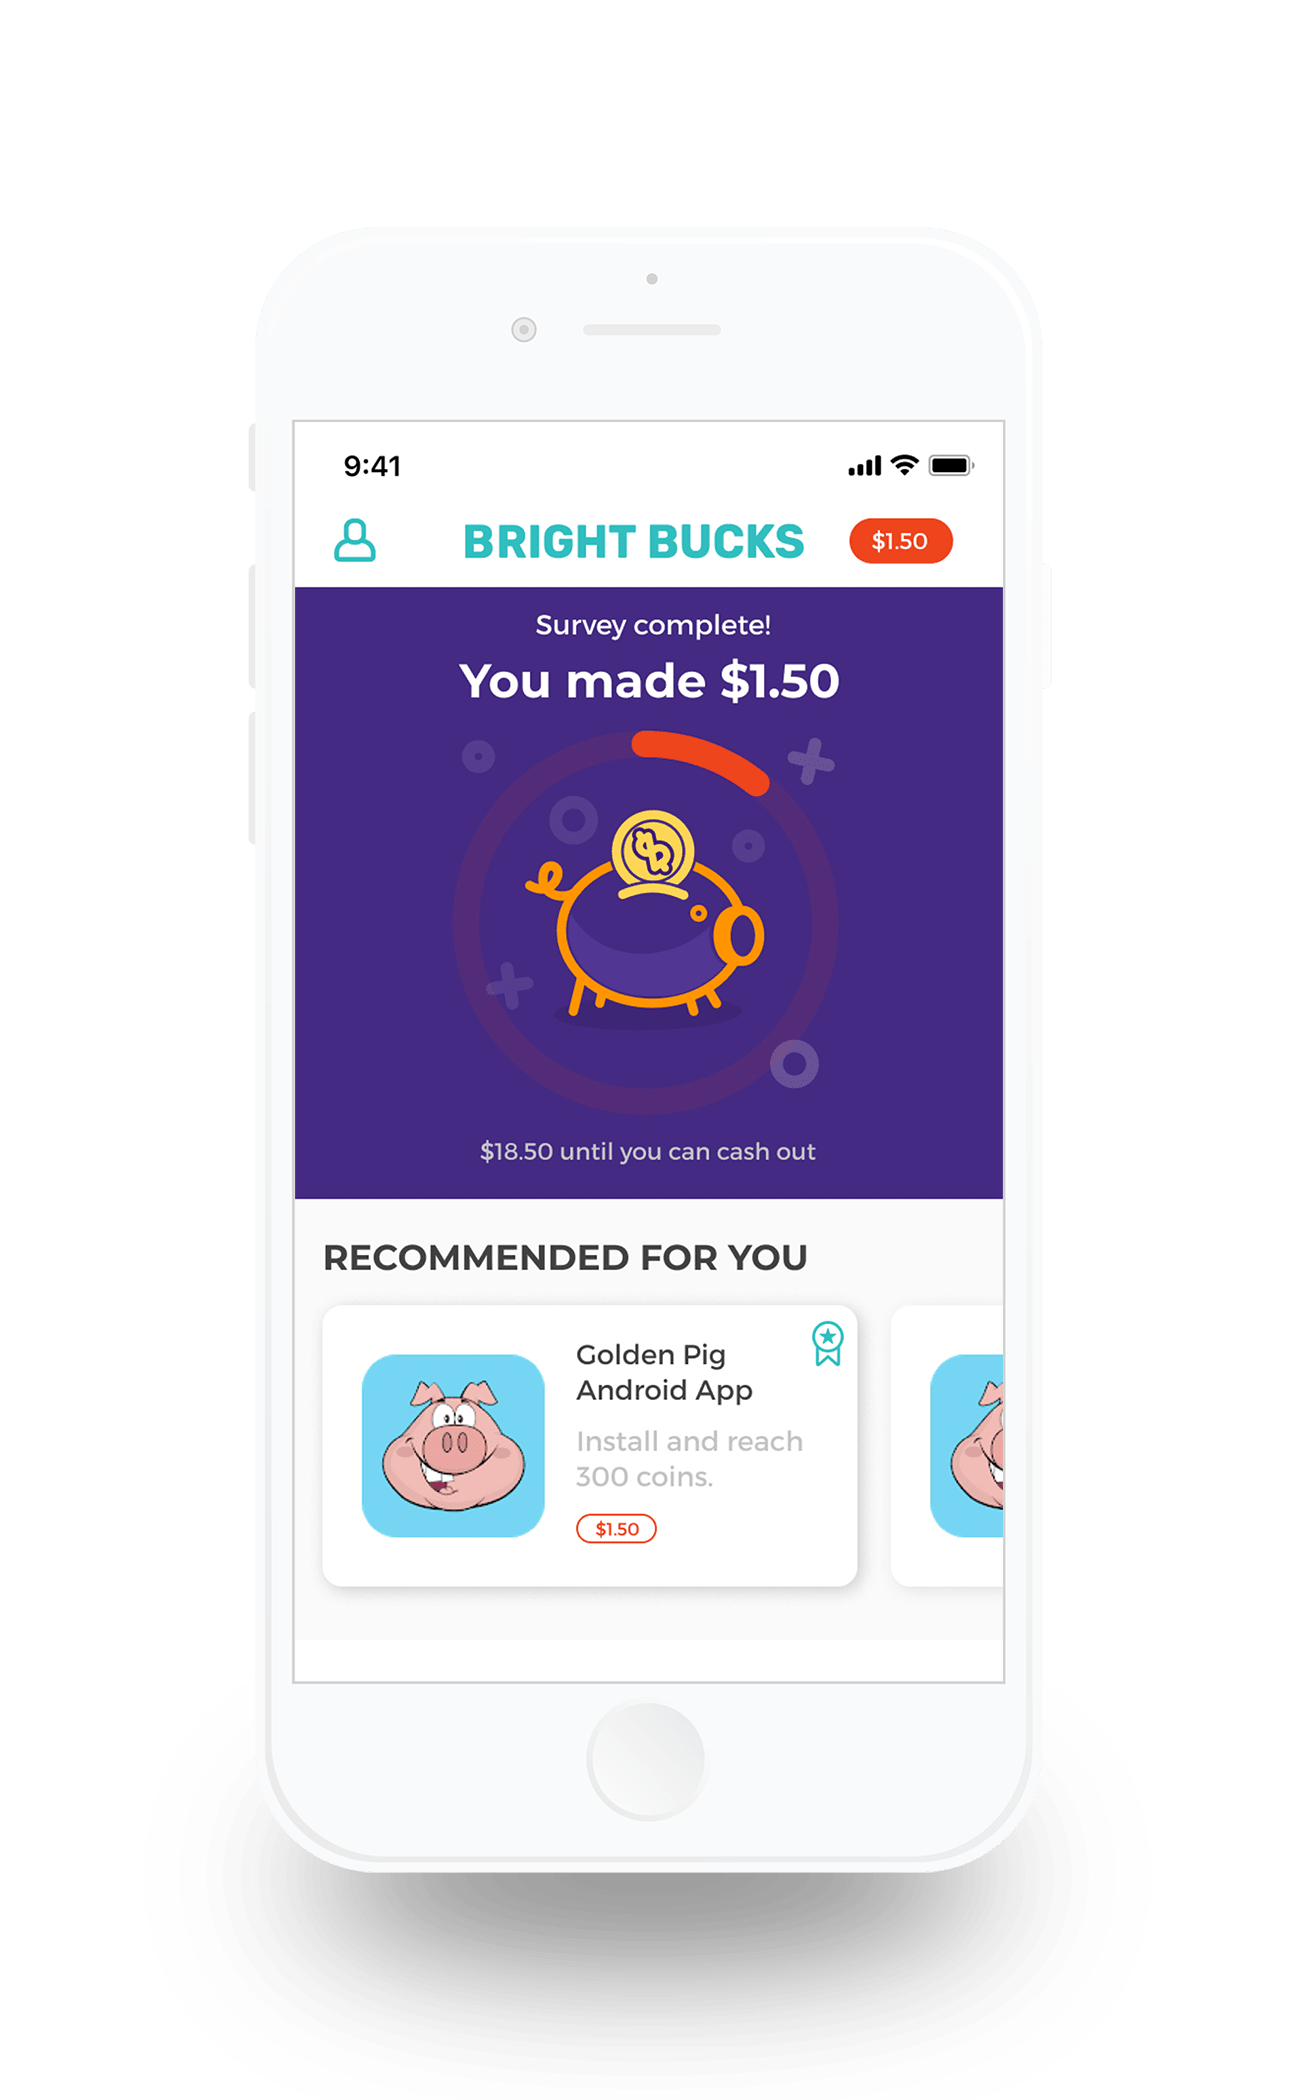 9:41
BRIGHT BUCKS
$1.50
Survey complete!
You made $1.50
$18.50 until you can cash out
RECOMMENDED FOR YOU
Golden Pig
Android App
Install and reach
300 coins.
$1.50